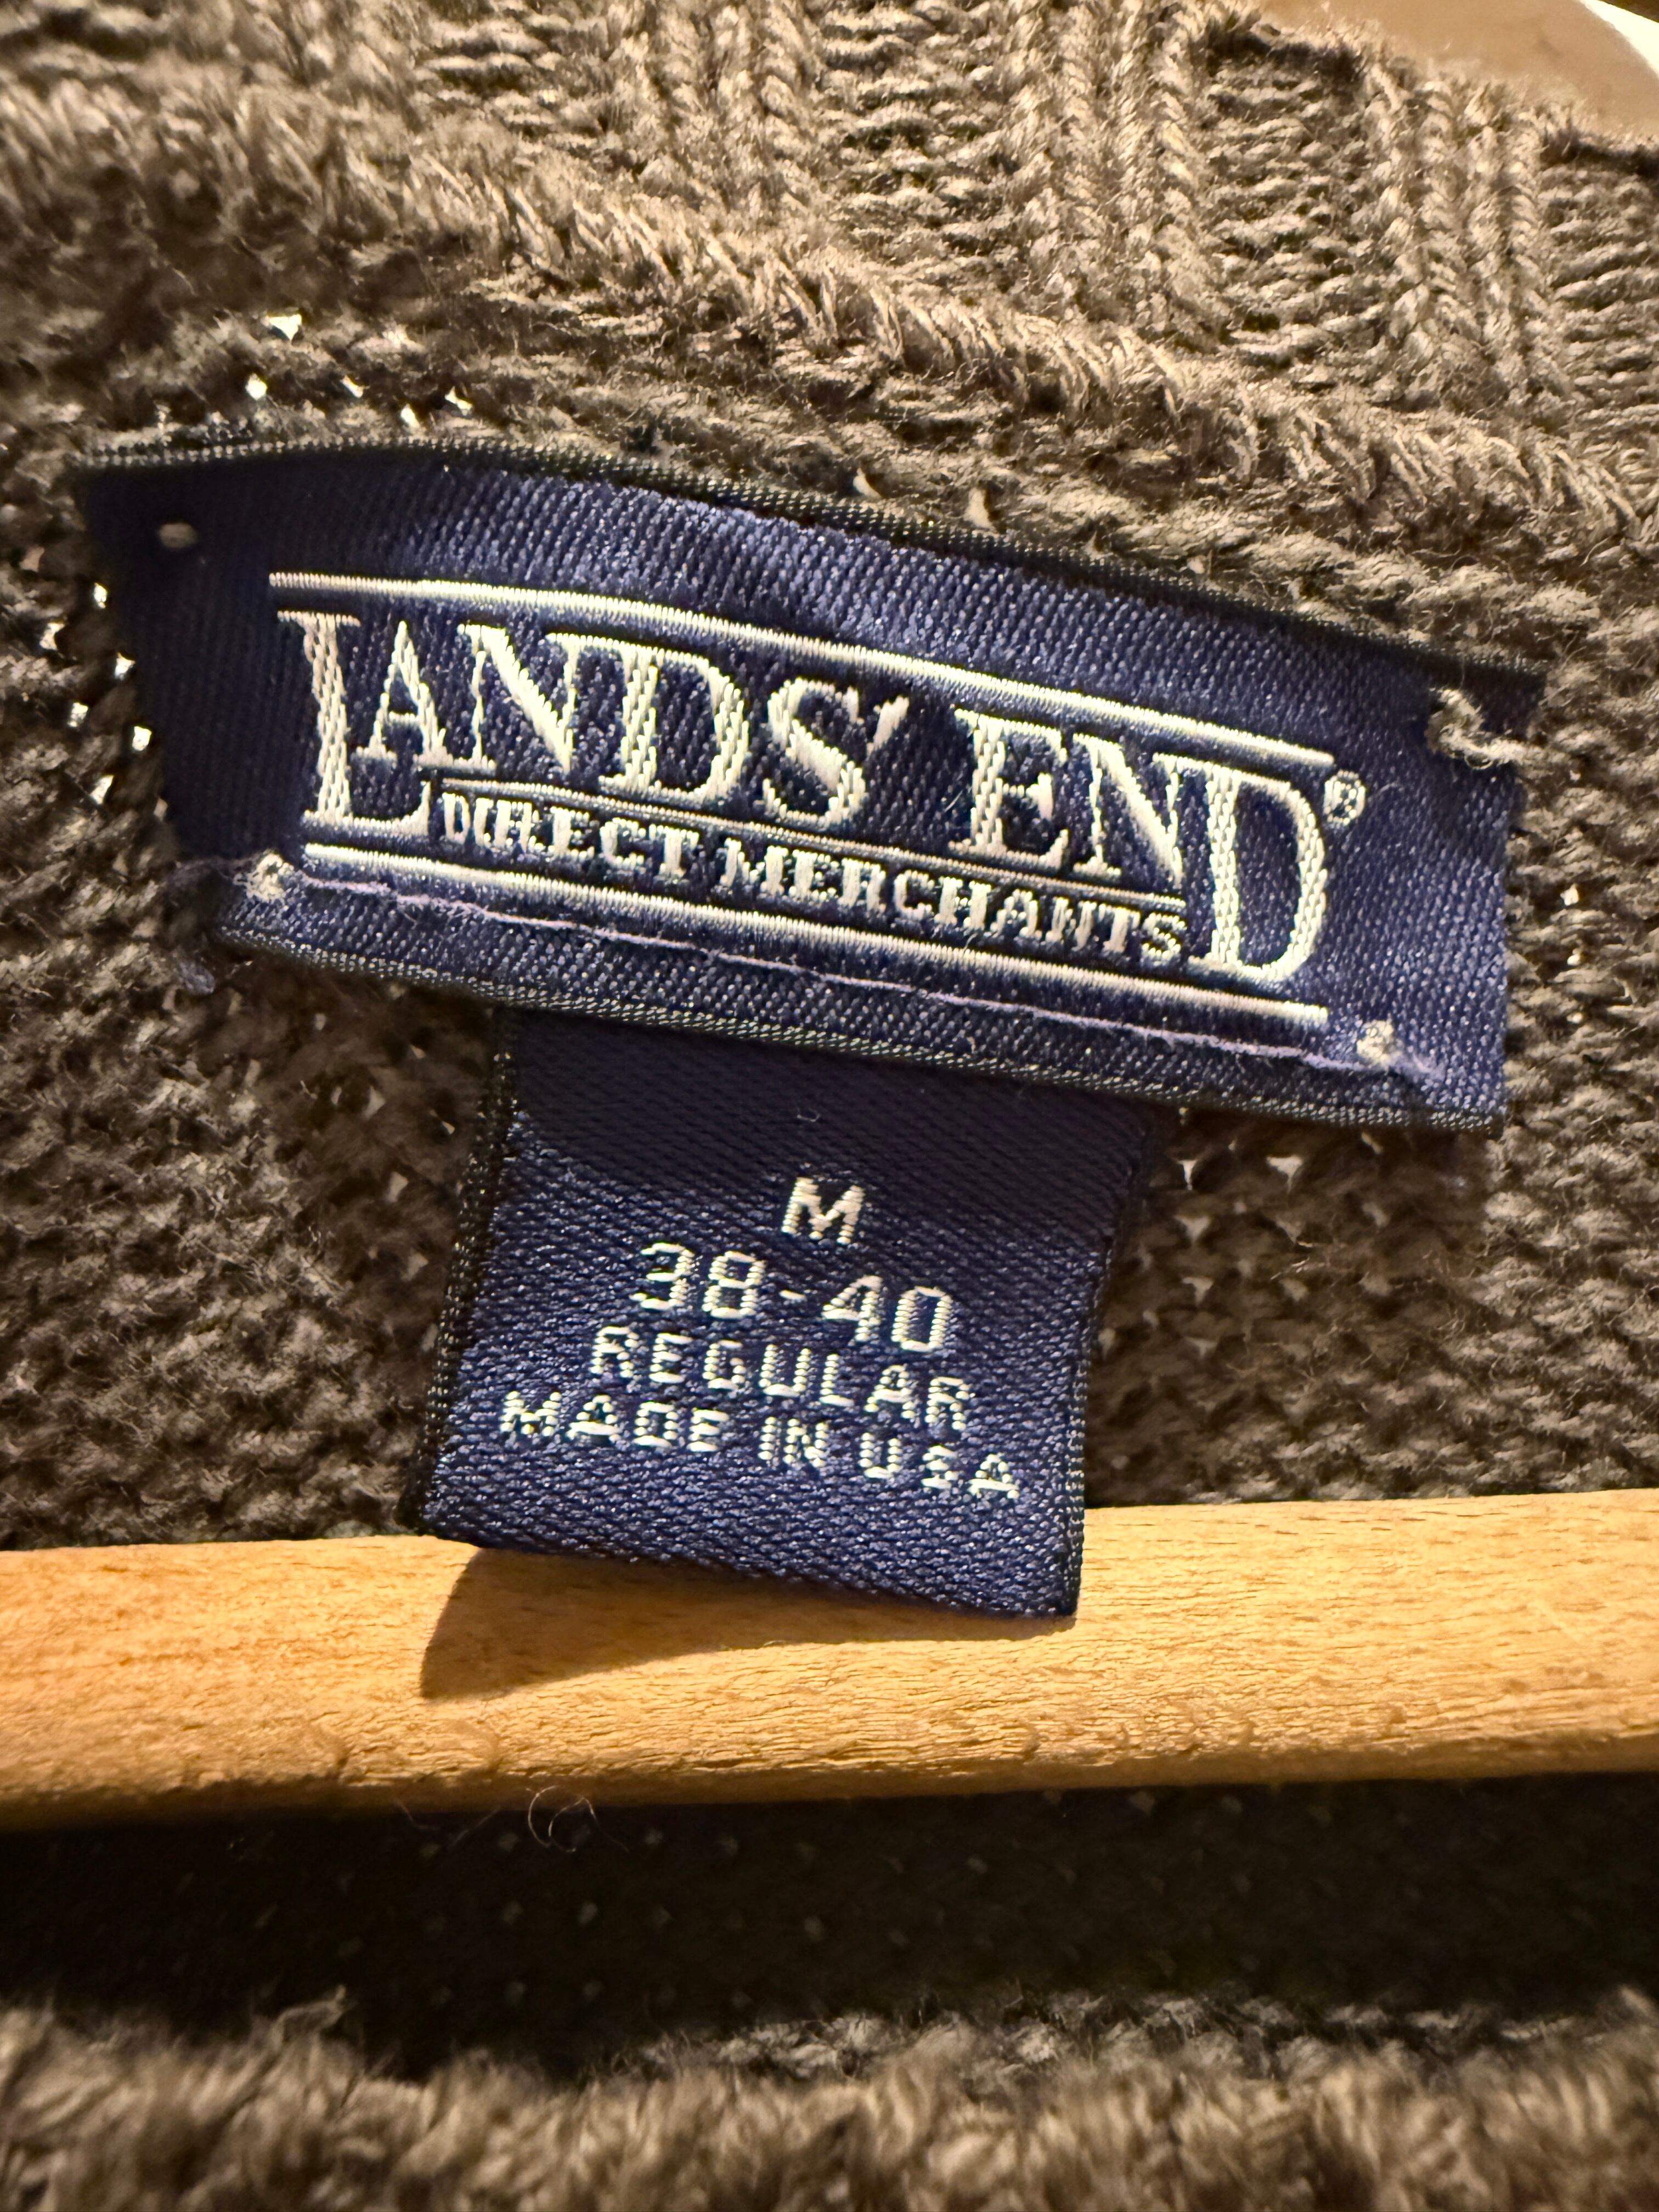 LANDS' END®
DIRECT MERCHANTS
M
38-40
REGULAR
MADE IN USA